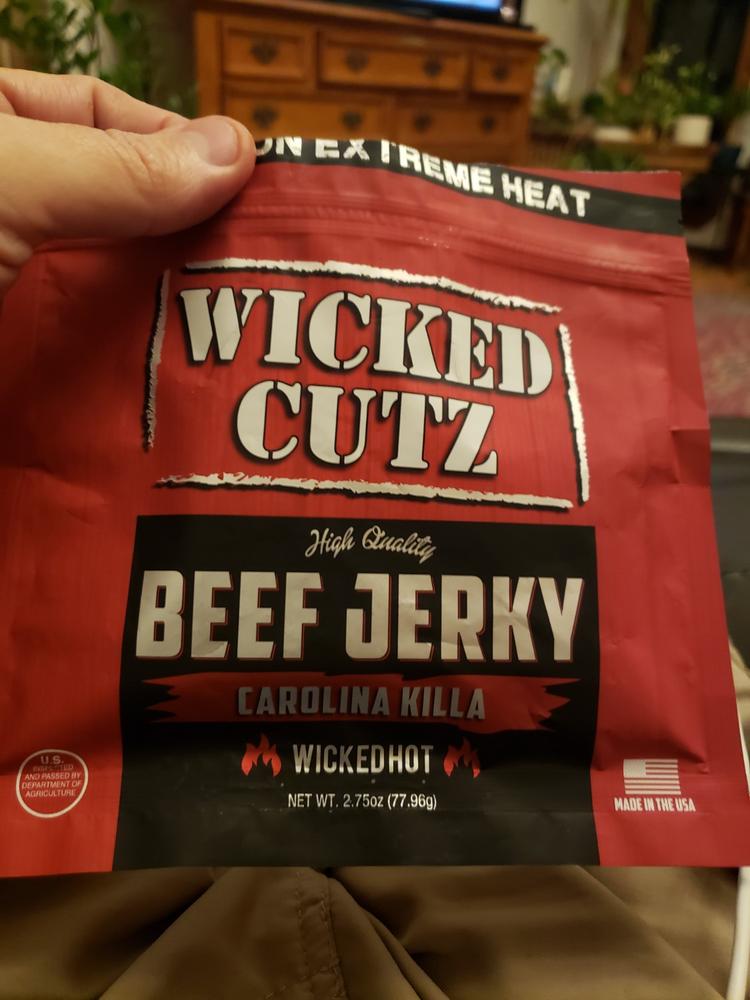 EXTREME HEAT
WICKED
CUTZ
High Quality
BEEF JERKY
CAROLINA KILLA
WICKEDHOT
NET WT. 2.75oz (77.96g)
U.S.
INSPECTED
AND PASSED BY
DEPARTMENT OF
AGRICULTURE
MADE IN THE USA